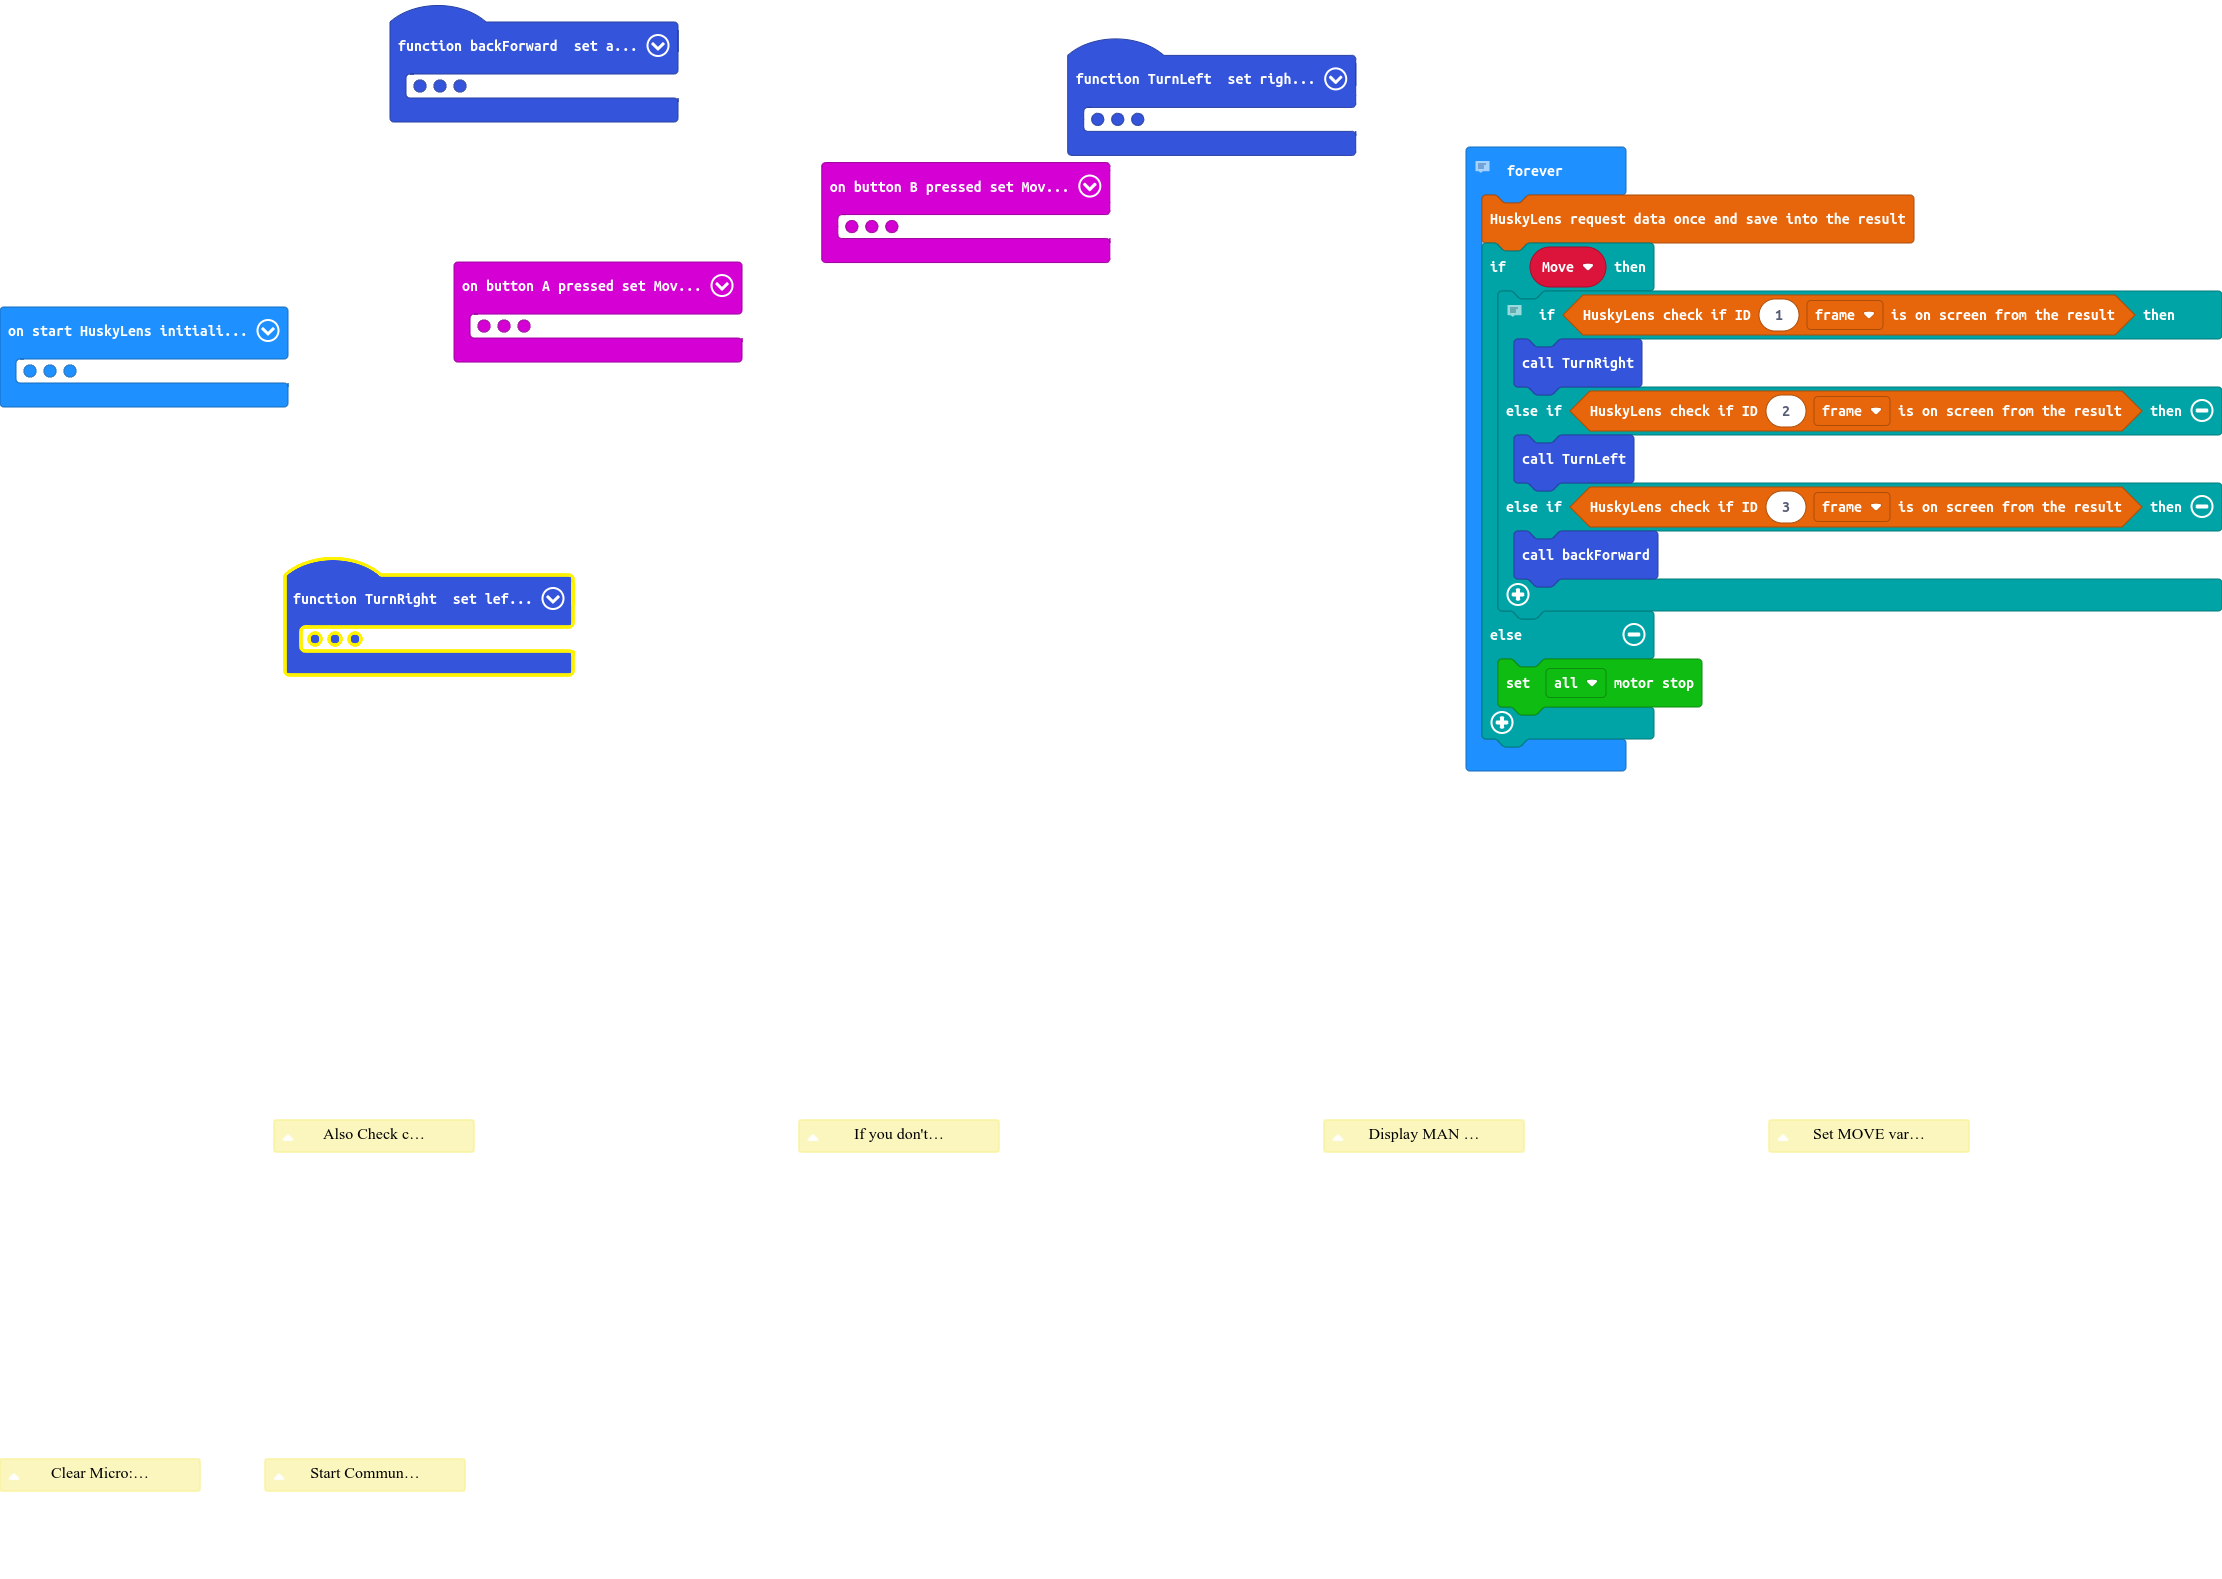 function backForward  set a...
function TurnLeft  set righ...
on button B pressed set Mov...
on button A pressed set Mov...
on start HuskyLens initiali...
function TurnRight  set lef...
forever
HuskyLens request data once and save into the result
if Move then
if HuskyLens check if ID 1 frame is on screen from the result then
call TurnRight
else if HuskyLens check if ID 2 frame is on screen from the result then
call TurnLeft
else if HuskyLens check if ID 3 frame is on screen from the result then
call backForward
else
set all motor stop
Also Check c…
If you don't…
Display MAN …
Set MOVE var…
Clear Micro:…
Start Commun…